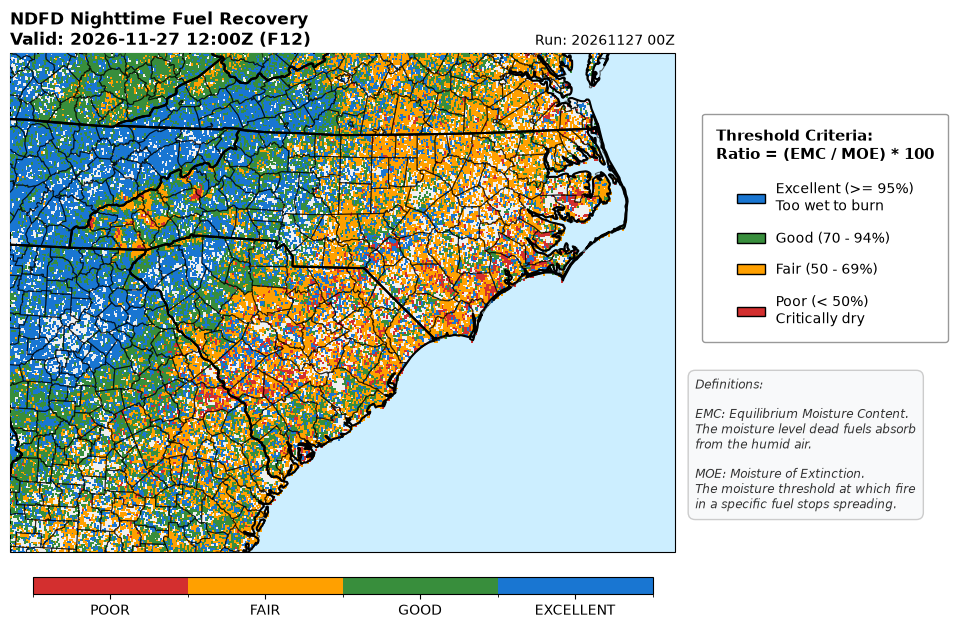 NDFD Nighttime Fuel Recovery
Valid: 2026-11-27 12:00Z (F12)
Run: 20261127 00Z
Threshold Criteria:
Ratio = (EMC / MOE) * 100
Excellent (>= 95%)
Too wet to burn
Good (70 - 94%)
Fair (50 - 69%)
Poor (< 50%)
Critically dry
Definitions:
EMC: Equilibrium Moisture Content.
The moisture level dead fuels absorb
from the humid air.
MOE: Moisture of Extinction.
The moisture threshold at which fire
in a specific fuel stops spreading.
POOR
FAIR
GOOD
EXCELLENT